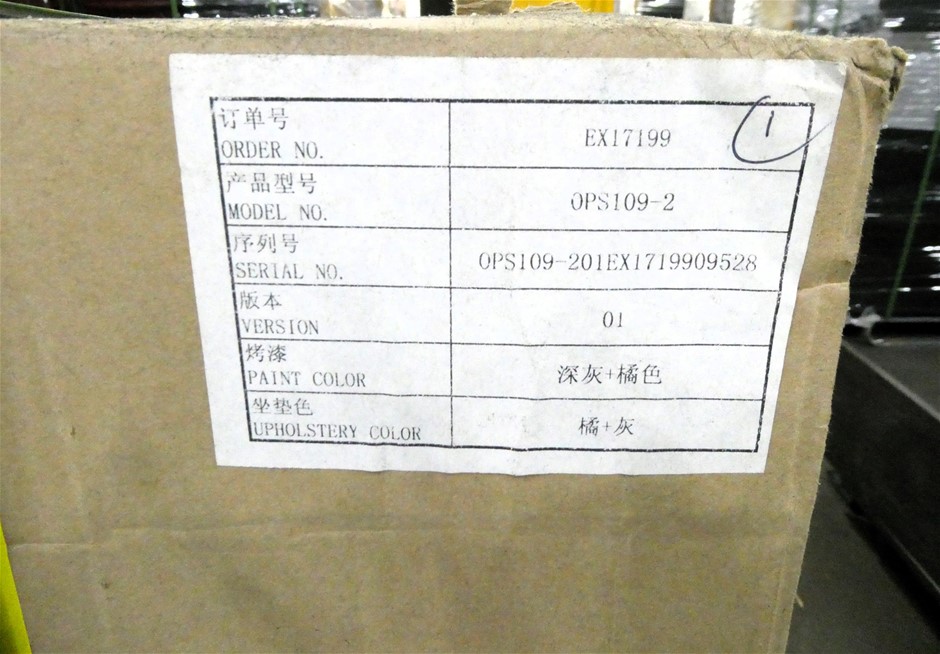 订单号
ORDER NO.
EX17199
1
产品型号
MODEL NO.
OPS109-2
序列号
SERIAL NO.
OPS109-201EX1719909528
版本
VERSION
01
烤漆
PAINT COLOR
深灰+橘色
坐垫色
UPHOLSTERY COLOR
橘+灰